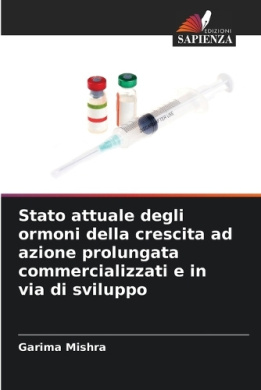 EDIZIONI
SAPIENZA
Stato attuale degli
ormoni della crescita ad
azione prolungata
commercializzati e in
via di sviluppo
Garima Mishra